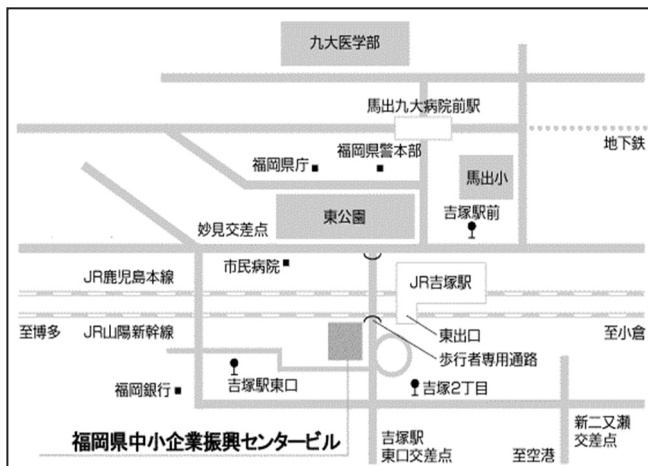 九大医学部
馬出九大病院前駅
地下鉄
福岡県庁
福岡県警本部
馬出小
東公園
吉塚駅前
妙見交差点
市民病院
JR鹿児島本線
JR吉塚駅
至博多
JR山陽新幹線
東出口
至小倉
歩行者専用通路
吉塚駅東口
福岡銀行
吉塚2丁目
福岡県中小企業振興センタービル
吉塚駅
東口交差点
至空港
新二又瀬
交差点